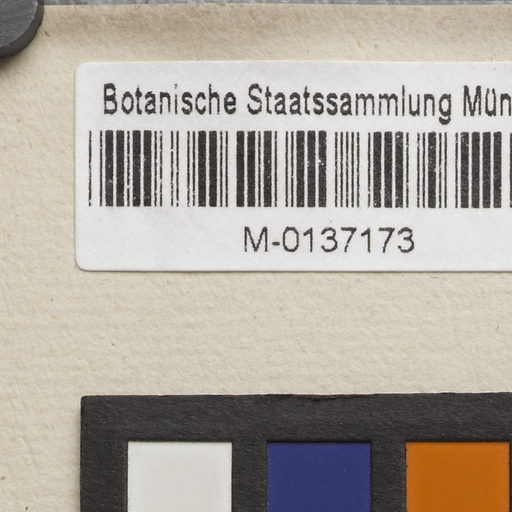 Botanische Staatssammlung Mün
M-0137173